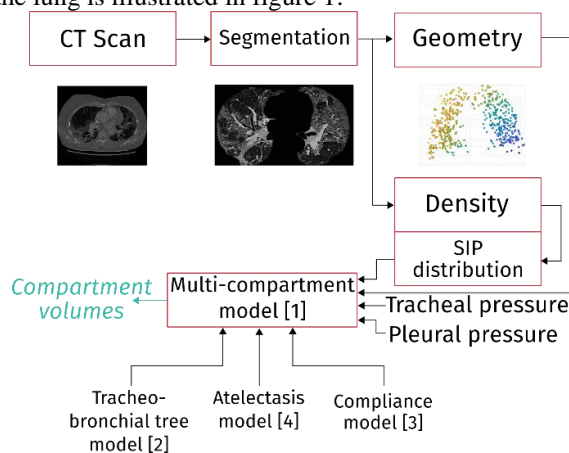 the lung is illustrated in figure 1.
CT Scan
Segmentation
Geometry
Density
SIP
distribution
Multi-compartment
model [1]
Compartment
volumes
Tracheal pressure
Pleural pressure
Tracheo-
bronchial tree
model [2]
Atelectasis
model [4]
Compliance
model [3]